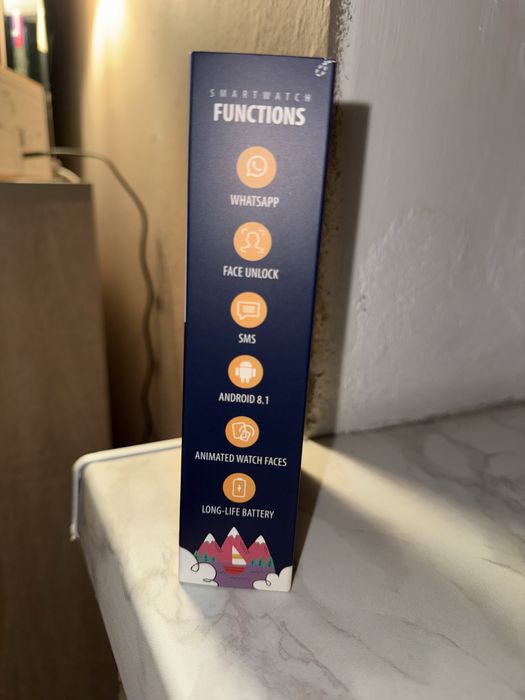 SMARTWATCH
FUNCTIONS
WHATSAPP
FACE UNLOCK
SMS
ANDROID 8.1
ANIMATED WATCH FACES
LONG-LIFE BATTERY